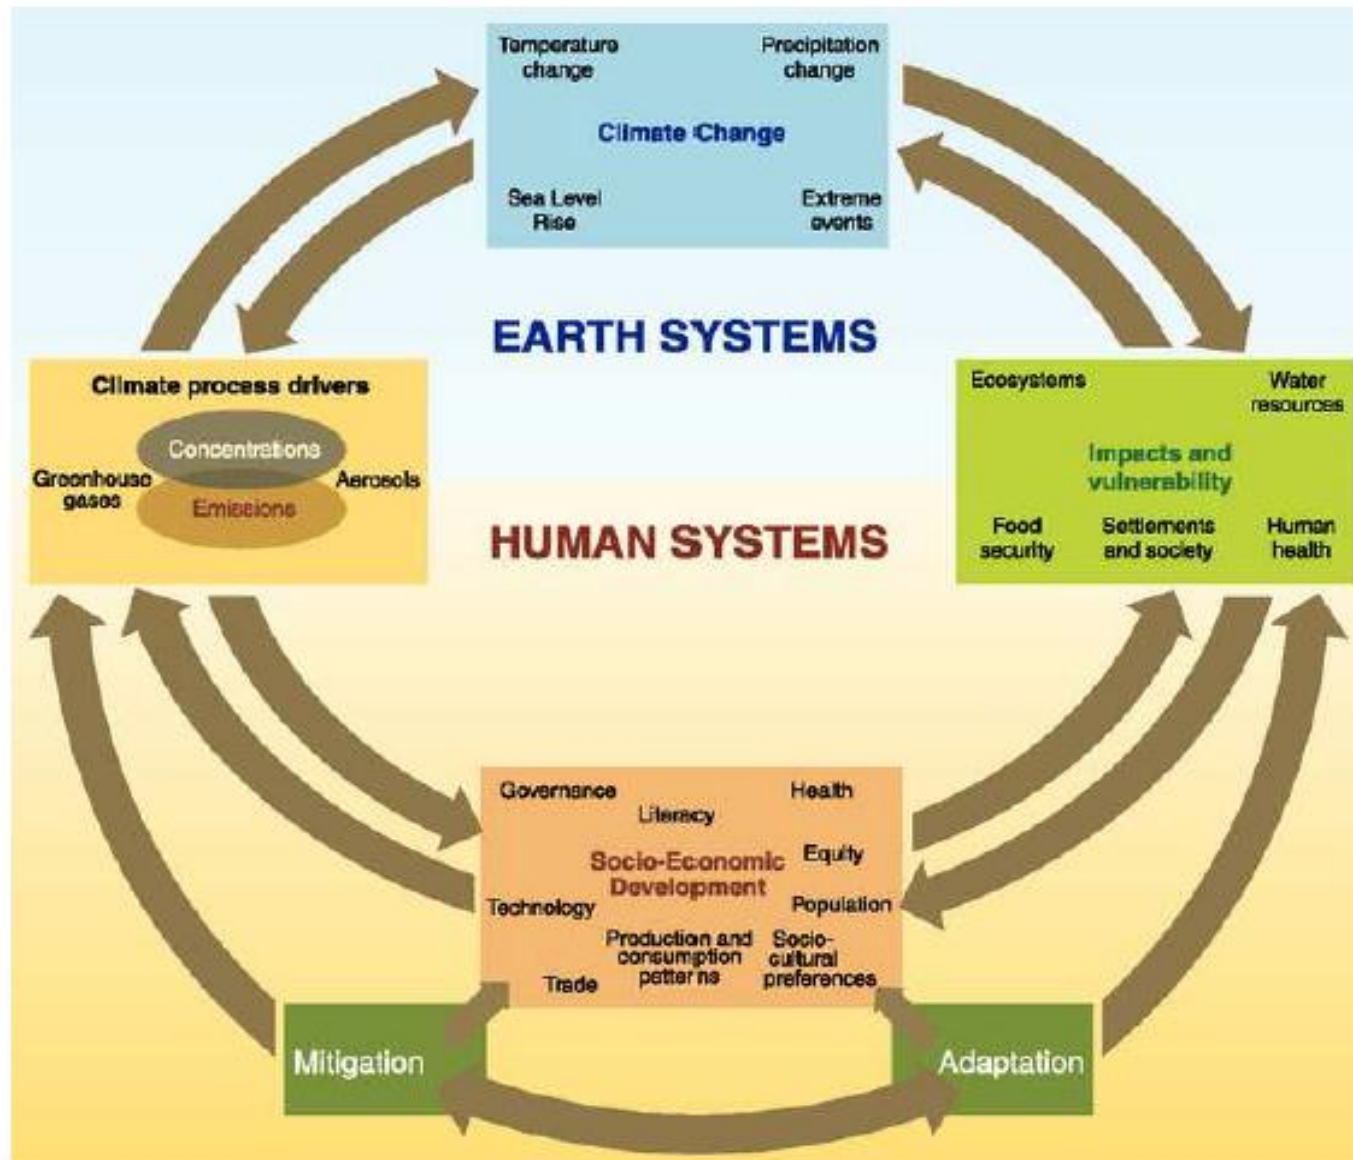 Temperature
change
Precipitation
change
Climate Change
Sea Level
Rise
Extreme
events
EARTH SYSTEMS
Climate process drivers
Concentrations
Greenhouse
gases
Aerosols
Emissions
Ecosystems
Water
resources
Impacts and
vulnerability
Food
security
Settlements
and society
Human
health
HUMAN SYSTEMS
Governance
Literacy
Health
Socio-Economic
Development
Equity
Technology
Population
Production and
consumption
patterns
Socio-
cultural
preferences
Trade
Mitigation
Adaptation